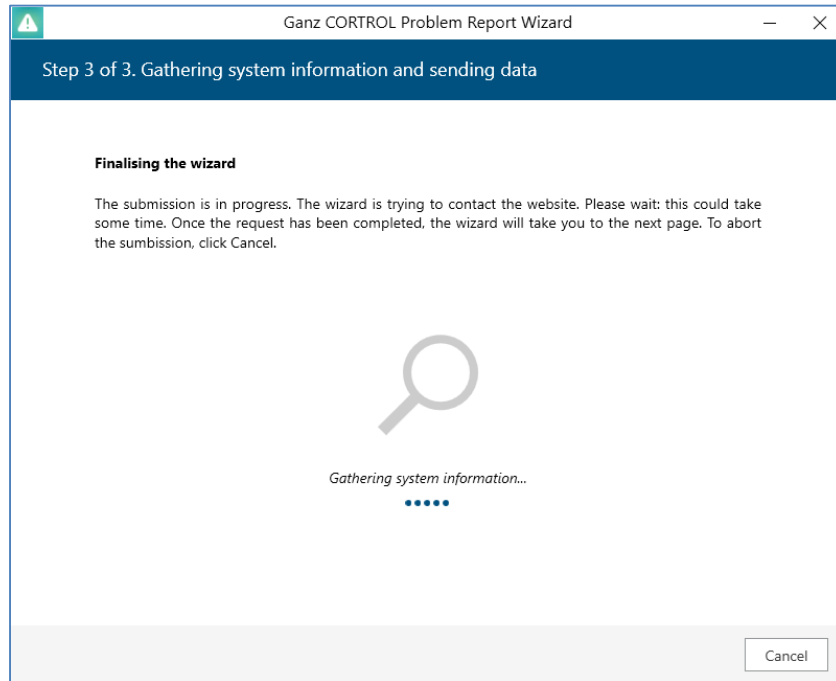 Ganz CORTROL Problem Report Wizard
Step 3 of 3. Gathering system information and sending data
Finalising the wizard
The submission is in progress. The wizard is trying to contact the website. Please wait: this could take
some time. Once the request has been completed, the wizard will take you to the next page. To abort
the sumbission, click Cancel.
Gathering system information...
Cancel